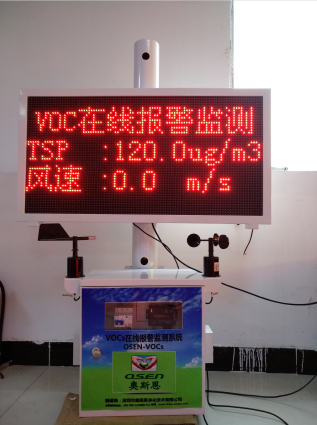 VOC在线报警监测
TSP :120.0ug/m3
风速 :0.0 m/s
VOCs在线报警监测系统
OSEN-VOCs
OSEN
奥斯恩